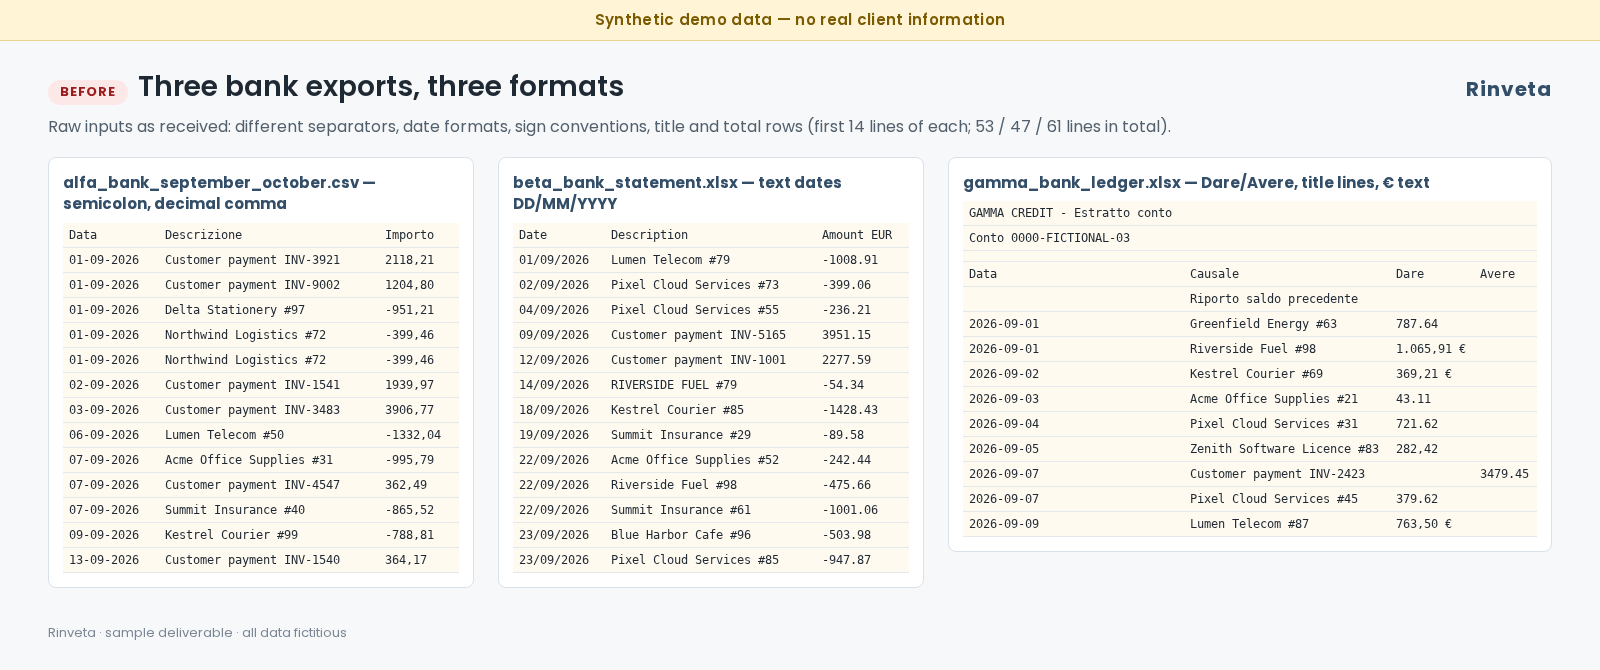 Synthetic demo data — no real client information
BEFORE Three bank exports, three formats
Rinveta
Raw inputs as received: different separators, date formats, sign conventions, title and total rows (first 14 lines of each; 53 / 47 / 61 lines in total).
alfa_bank_september_october.csv —
semicolon, decimal comma
Data Descrizione Importo
01-09-2026 Customer payment INV-3921 2118,21
01-09-2026 Customer payment INV-9002 1204,80
01-09-2026 Delta Stationery #97 -951,21
01-09-2026 Northwind Logistics #72 -399,46
01-09-2026 Northwind Logistics #72 -399,46
02-09-2026 Customer payment INV-1541 1939,97
03-09-2026 Customer payment INV-3483 3906,77
06-09-2026 Lumen Telecom #50 -1332,04
07-09-2026 Acme Office Supplies #31 -995,79
07-09-2026 Customer payment INV-4547 362,49
07-09-2026 Summit Insurance #40 -865,52
09-09-2026 Kestrel Courier #99 -788,81
13-09-2026 Customer payment INV-1540 364,17
beta_bank_statement.xlsx — text dates
DD/MM/YYYY
Date Description Amount EUR
01/09/2026 Lumen Telecom #79 -1008.91
02/09/2026 Pixel Cloud Services #73 -399.06
04/09/2026 Pixel Cloud Services #55 -236.21
09/09/2026 Customer payment INV-5165 3951.15
12/09/2026 Customer payment INV-1001 2277.59
14/09/2026 RIVERSIDE FUEL #79 -54.34
18/09/2026 Kestrel Courier #85 -1428.43
19/09/2026 Summit Insurance #29 -89.58
22/09/2026 Acme Office Supplies #52 -242.44
22/09/2026 Riverside Fuel #98 -475.66
22/09/2026 Summit Insurance #61 -1001.06
23/09/2026 Blue Harbor Cafe #96 -503.98
23/09/2026 Pixel Cloud Services #85 -947.87
gamma_bank_ledger.xlsx — Dare/Avere, title lines, € text
GAMMA CREDIT - Estratto conto
Conto 0000-FICTIONAL-03
Data Causale Dare Avere
Riporto saldo precedente
2026-09-01 Greenfield Energy #63 787.64
2026-09-01 Riverside Fuel #98 1.065,91 €
2026-09-02 Kestrel Courier #69 369,21 €
2026-09-03 Acme Office Supplies #21 43.11
2026-09-04 Pixel Cloud Services #31 721.62
2026-09-05 Zenith Software Licence #83 282,42
2026-09-07 Customer payment INV-2423 3479.45
2026-09-07 Pixel Cloud Services #45 379.62
2026-09-09 Lumen Telecom #87 763,50 €
Rinveta · sample deliverable · all data fictitious